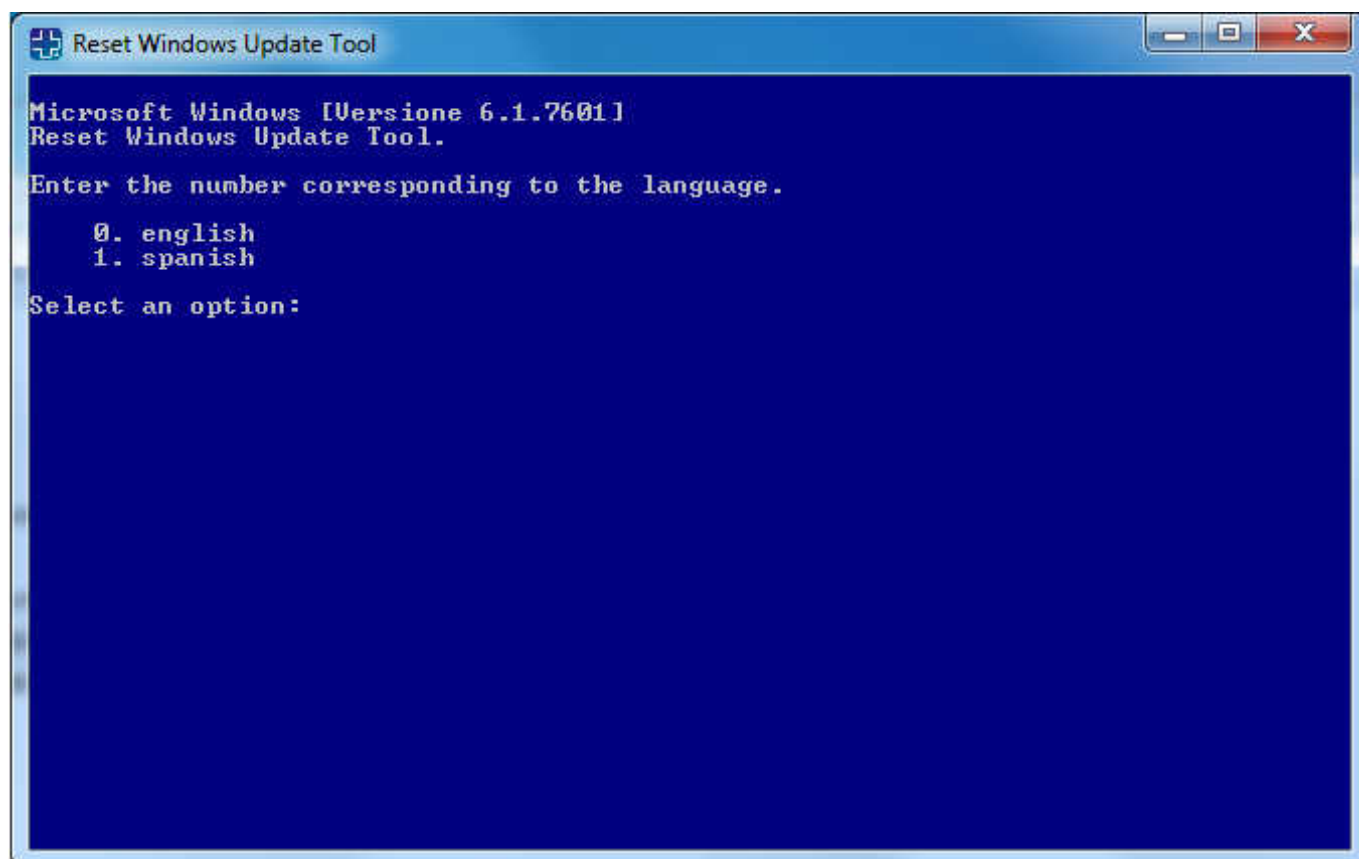 Reset Windows Update Tool
Microsoft Windows [Versione 6.1.7601]
Reset Windows Update Tool.
Enter the number corresponding to the language.
0. english
1. spanish
Select an option: